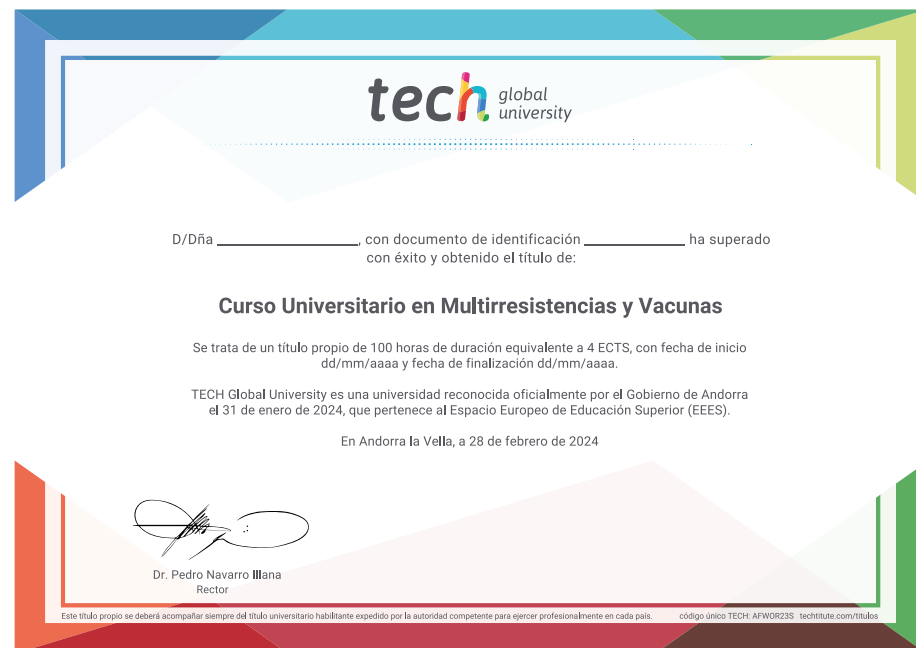 tech global
university
D/Dña ____________________, con documento de identificación ______________ ha superado
con éxito y obtenido el título de:
Curso Universitario en Multirresistencias y Vacunas
Se trata de un título propio de 100 horas de duración equivalente a 4 ECTS, con fecha de inicio
dd/mm/aaaa y fecha de finalización dd/mm/aaaa.
TECH Global University es una universidad reconocida oficialmente por el Gobierno de Andorra
el 31 de enero de 2024, que pertenece al Espacio Europeo de Educación Superior (EEES).
En Andorra la Vella, a 28 de febrero de 2024
Dr. Pedro Navarro Illana
Rector
Este título propio se deberá acompañar siempre del título universitario habilitante expedido por la autoridad competente para ejercer profesionalmente en cada país. código único TECH: AFWOR23S techtitute.com/titulos